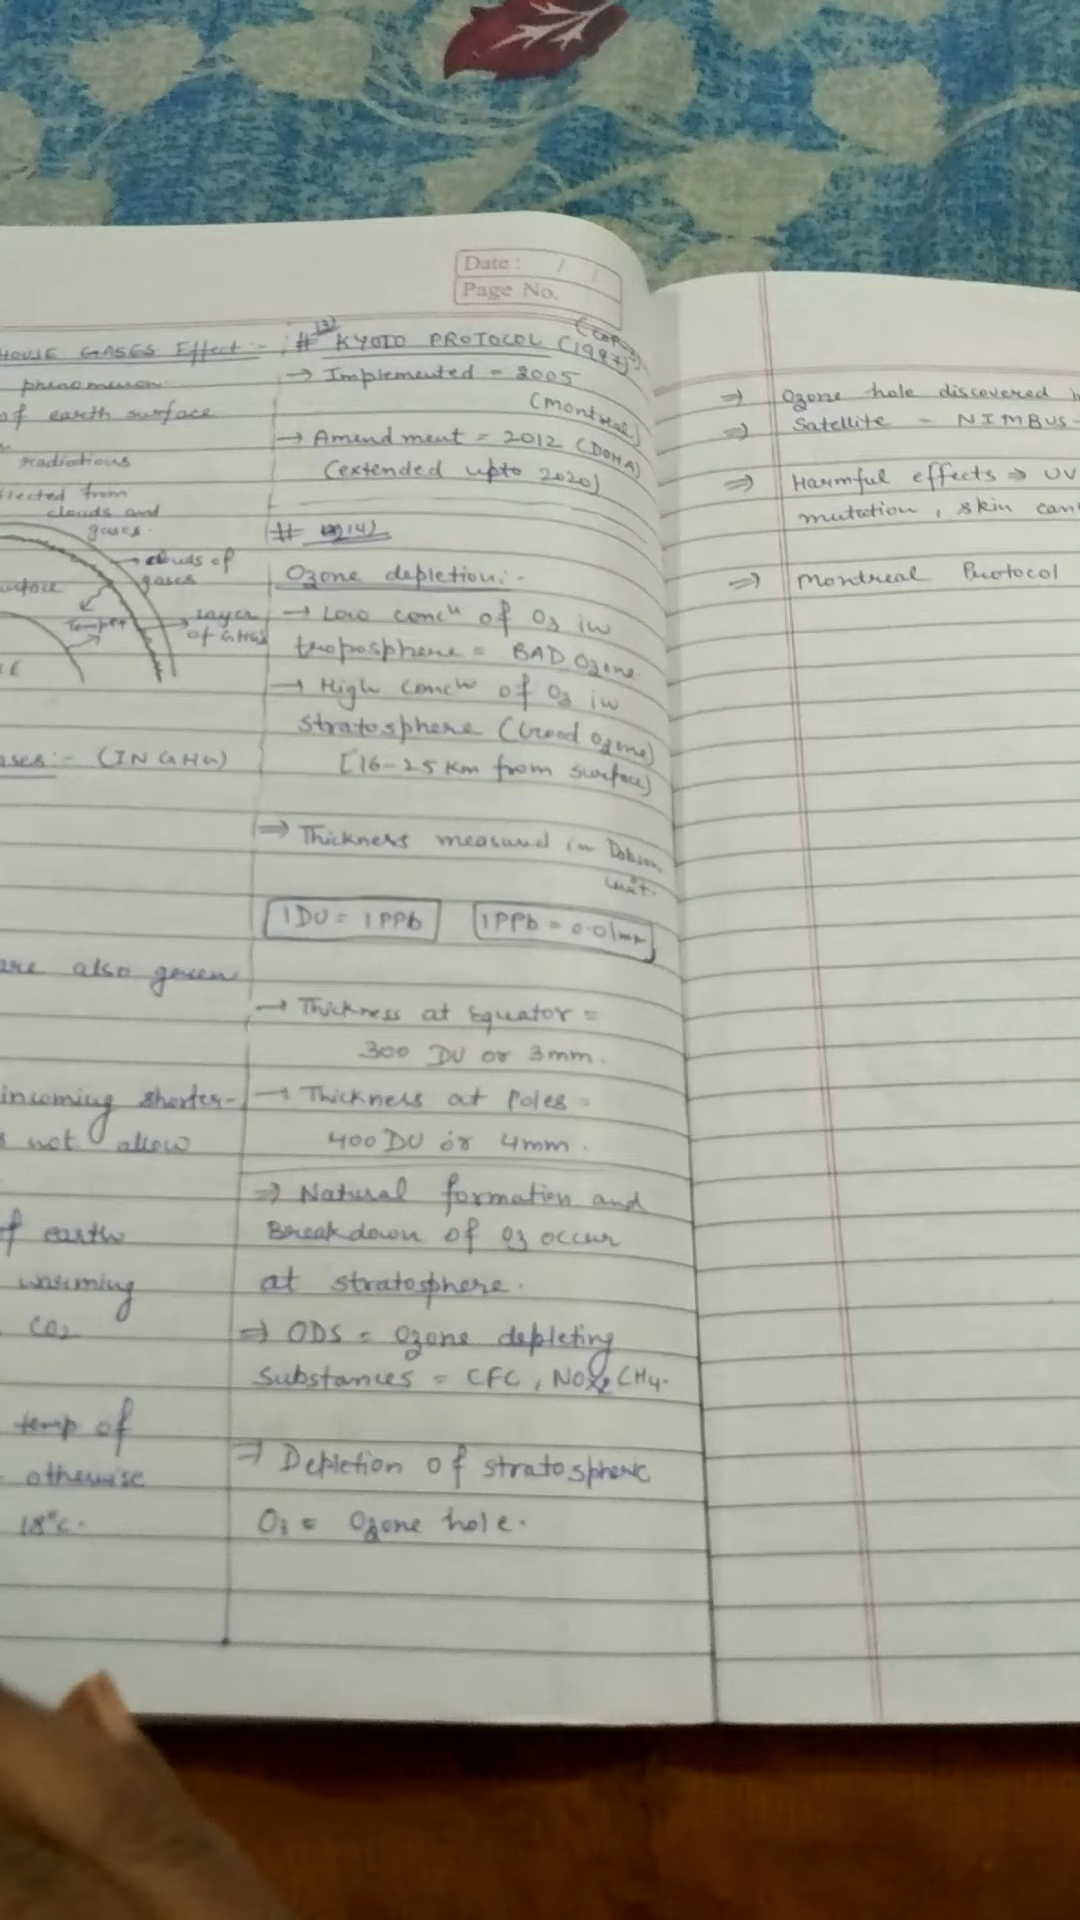 Date : / /
Page No.
HOUSE GASES Effect :-
phenomenon
of earth surface
radiations
flected from
clouds and
gases.
clouds of
gases
urface
Temp↑
layer
of GHGs
ases :- (IN GHG)
are also green
incoming shorter-
not allow
of earth
warming
CO2
temp of
otherwise
18°C.
# (13) KYOTO PROTOCOL (1997)
→ Implemented = 2005
(Montreal)
→ Amendment = 2012 (DOHA)
(extended upto 2020)
# 14)
Ozone depletion :-
→ Low concn of O3 in
troposphere = BAD Ozone.
→ High concn of O3 in
stratosphere (Good ozone)
[16-25 Km from surface)
⇒ Thickness measured in Dobson
unit.
1DU = 1PPb 1PPb = 0.01mm
→ Thickness at Equator =
300 DU or 3mm.
→ Thickness at Poles =
400 DU or 4mm.
⇒ Natural formation and
Breakdown of O3 occur
at stratosphere.
⇒ ODS = Ozone depleting
substances = CFC, CH4.
⇒ Depletion of stratospheric
O3 = Ozone hole.
⇒ Ozone hole discovered
⇒ Satellite - NIMBUS-
⇒ Harmful effects ⇒ UV
mutation, skin can
⇒ Montreal Protocol